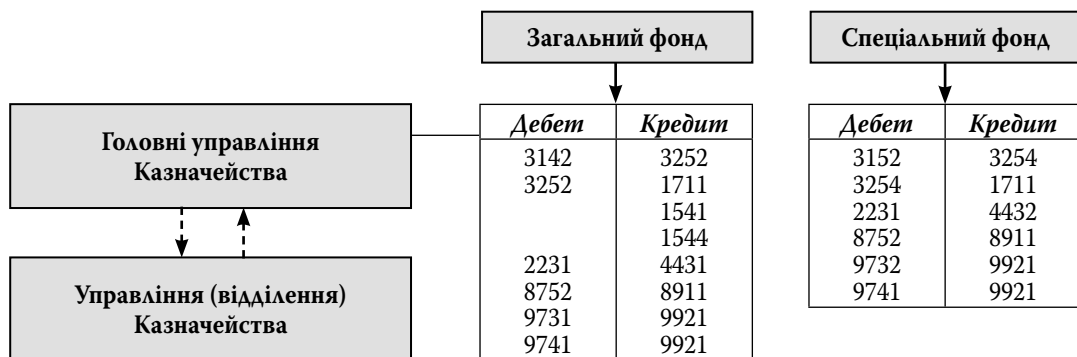 Загальний фонд
Спеціальний фонд
Головні управління
Казначейства
Управління (відділення)
Казначейства
Дебет Кредит
3142 3252
3252 1711
1541
1544
2231 4431
8752 8911
9731 9921
9741 9921
Дебет Кредит
3152 3254
3254 1711
2231 4432
8752 8911
9732 9921
9741 9921